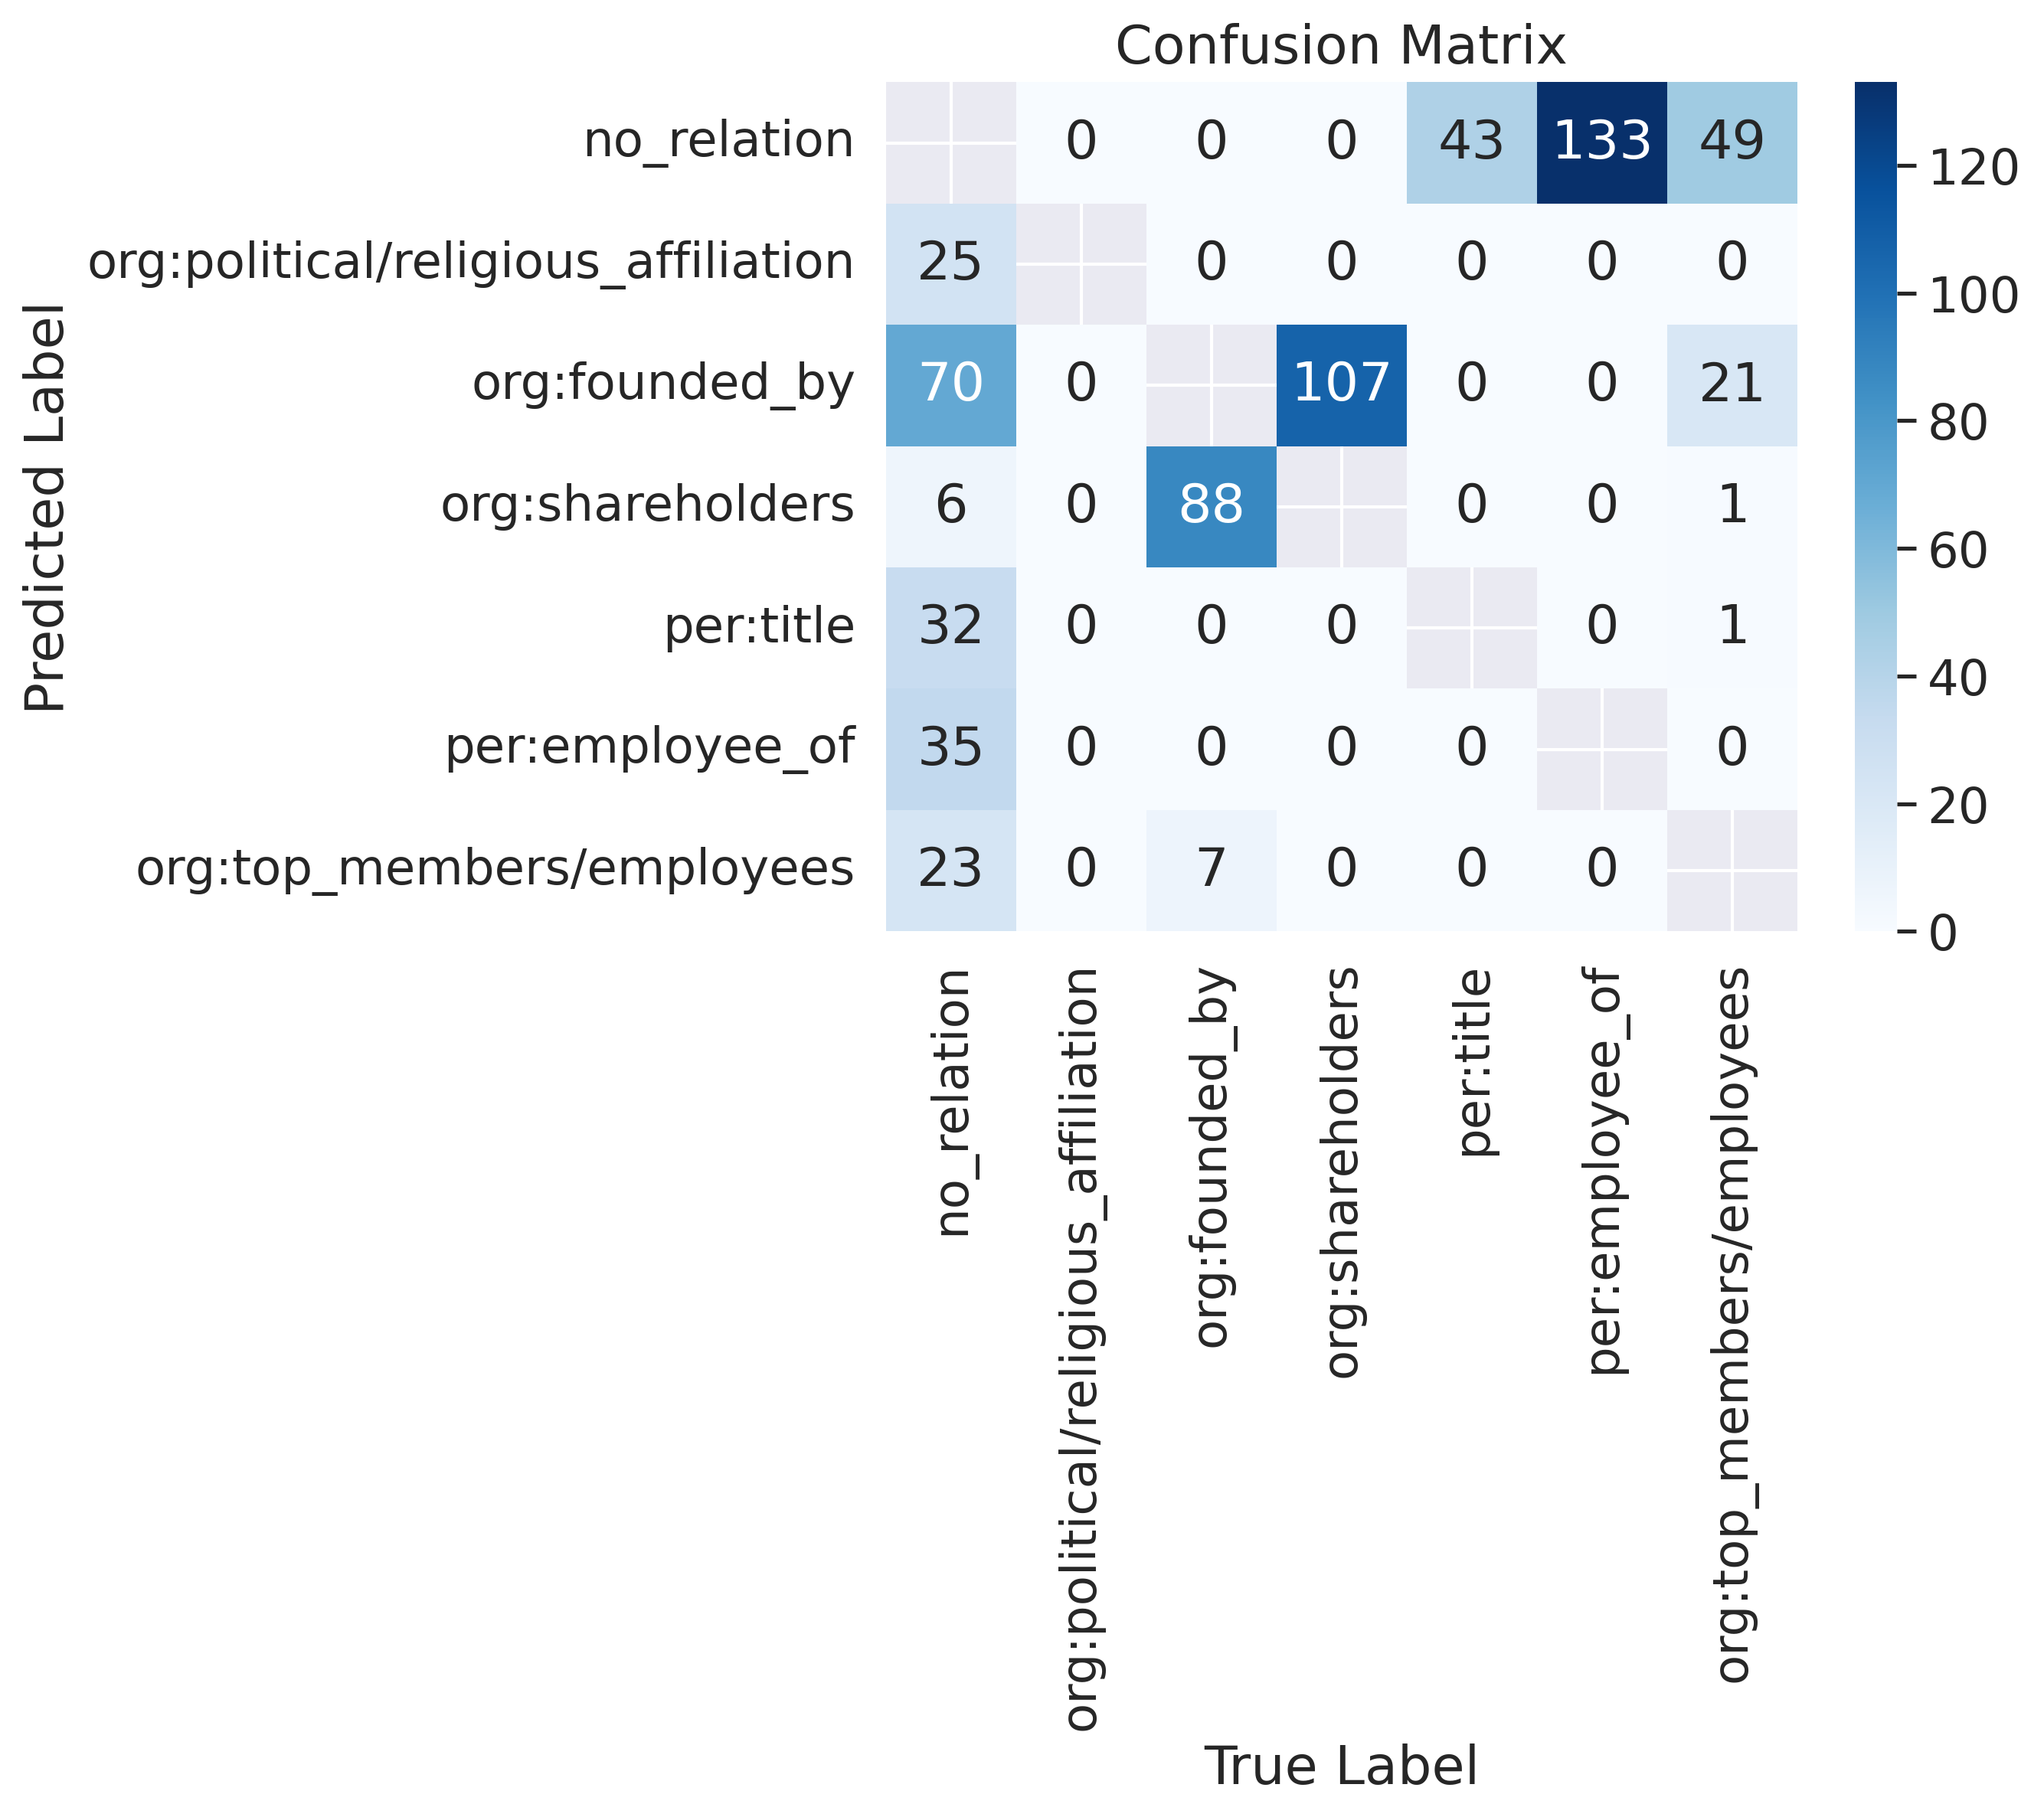 Confusion Matrix
Predicted Label
no_relation 0 0 0 43 133 49
org:political/religious_affiliation 25 0 0 0 0 0
org:founded_by 70 0 107 0 0 21
org:shareholders 6 0 88 0 0 1
per:title 32 0 0 0 0 1
per:employee_of 35 0 0 0 0 0
org:top_members/employees 23 0 7 0 0 0
120
100
80
60
40
20
0
no_relation
org:political/religious_affiliation
org:founded_by
org:shareholders
per:title
per:employee_of
org:top_members/employees
True Label